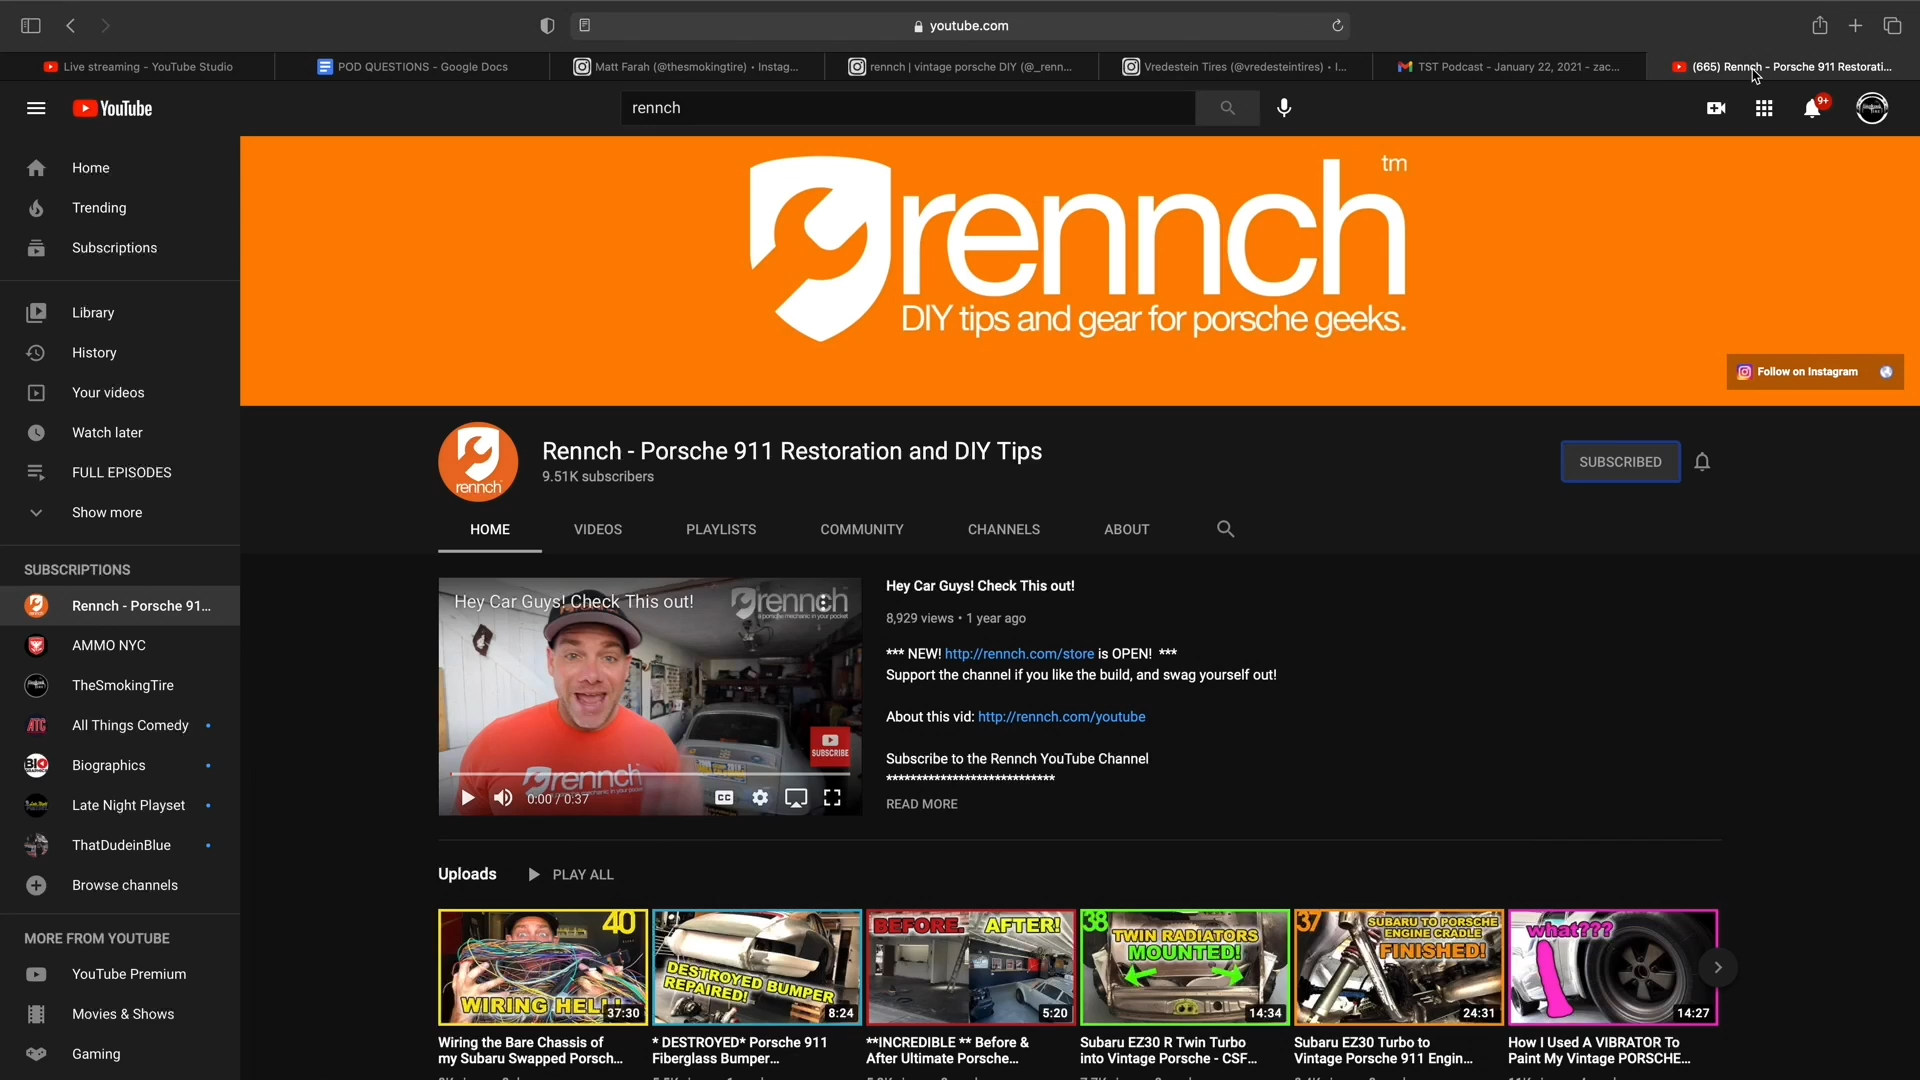 youtube.com
Live streaming - YouTube Studio
POD QUESTIONS - Google Docs
Matt Farah (@thesmokingtire) • Instag...
rennch | vintage porsche DIY (@_renn...
Vredestein Tires (@vredesteintires) • I...
TST Podcast - January 22, 2021 - zac...
(665) Rennch - Porsche 911 Restorati...
YouTube
rennch
9+
Home
Trending
Subscriptions
Library
History
Your videos
Watch later
FULL EPISODES
Show more
SUBSCRIPTIONS
Rennch - Porsche 91...
AMMO NYC
TheSmokingTire
All Things Comedy
Biographics
Late Night Playset
ThatDudeinBlue
Browse channels
MORE FROM YOUTUBE
YouTube Premium
Movies & Shows
Gaming
rennch tm
DIY tips and gear for porsche geeks.
Follow on Instagram
rennch
Rennch - Porsche 911 Restoration and DIY Tips
9.51K subscribers
SUBSCRIBED
HOME
VIDEOS
PLAYLISTS
COMMUNITY
CHANNELS
ABOUT
Hey Car Guys! Check This out!
rennch
a porsche mechanic in your pocket
SUBSCRIBE
rennch
0:00 / 0:37
CC
Hey Car Guys! Check This out!
8,929 views • 1 year ago
*** NEW! http://rennch.com/store is OPEN! ***
Support the channel if you like the build, and swag yourself out!
About this vid: http://rennch.com/youtube
Subscribe to the Rennch YouTube Channel
****************************
READ MORE
Uploads
PLAY ALL
40
WIRING HELL
37:30
Wiring the Bare Chassis of
my Subaru Swapped Porsch...
DESTROYED BUMPER
REPAIRED!
8:24
* DESTROYED* Porsche 911
Fiberglass Bumper...
BEFORE. AFTER!
5:20
**INCREDIBLE ** Before &
After Ultimate Porsche...
38
TWIN RADIATORS
MOUNTED!
14:34
Subaru EZ30 R Twin Turbo
into Vintage Porsche - CSF...
37
SUBARU TO PORSCHE
ENGINE CRADLE
FINISHED!
24:31
Subaru EZ30 Turbo to
Vintage Porsche 911 Engin...
what???
14:27
How I Used A VIBRATOR To
Paint My Vintage PORSCHE...